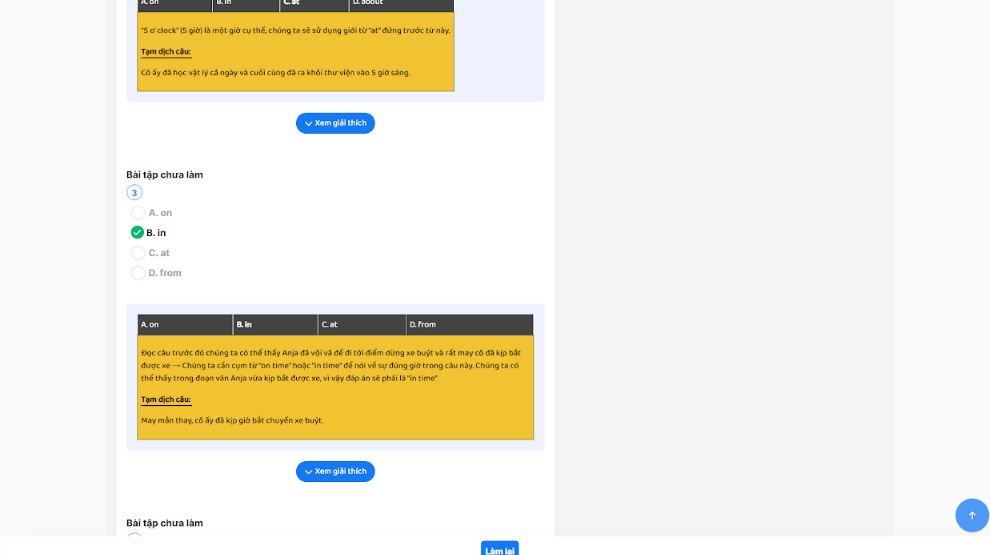 A. on B. in C. at D. about
"5 o' clock" (5 giờ) là một giờ cụ thể, chúng ta sẽ sử dụng giới từ "at" đứng trước từ này.
Tạm dịch câu:
Cô ấy đã học vật lý cả ngày và cuối cùng đã ra khỏi thư viện vào 5 giờ sáng.
Xem giải thích
Bài tập chưa làm
3
A. on
B. in
C. at
D. from
A. on B. in C. at D. from
Đọc câu trước đó chúng ta có thể thấy Anja đã vội vã để đi tới điểm dừng xe buýt và rất may cô đã kịp bắt
được xe → Chúng ta cần cụm từ "on time" hoặc "in time" để nói về sự đúng giờ trong câu này. Chúng ta có
thể thấy trong đoạn văn Anja vừa kịp bắt được xe, vì vậy đáp án sẽ phải là "in time"
Tạm dịch câu:
May mắn thay, cô ấy đã kịp giờ bắt chuyến xe buýt.
Xem giải thích
Bài tập chưa làm
Làm lại